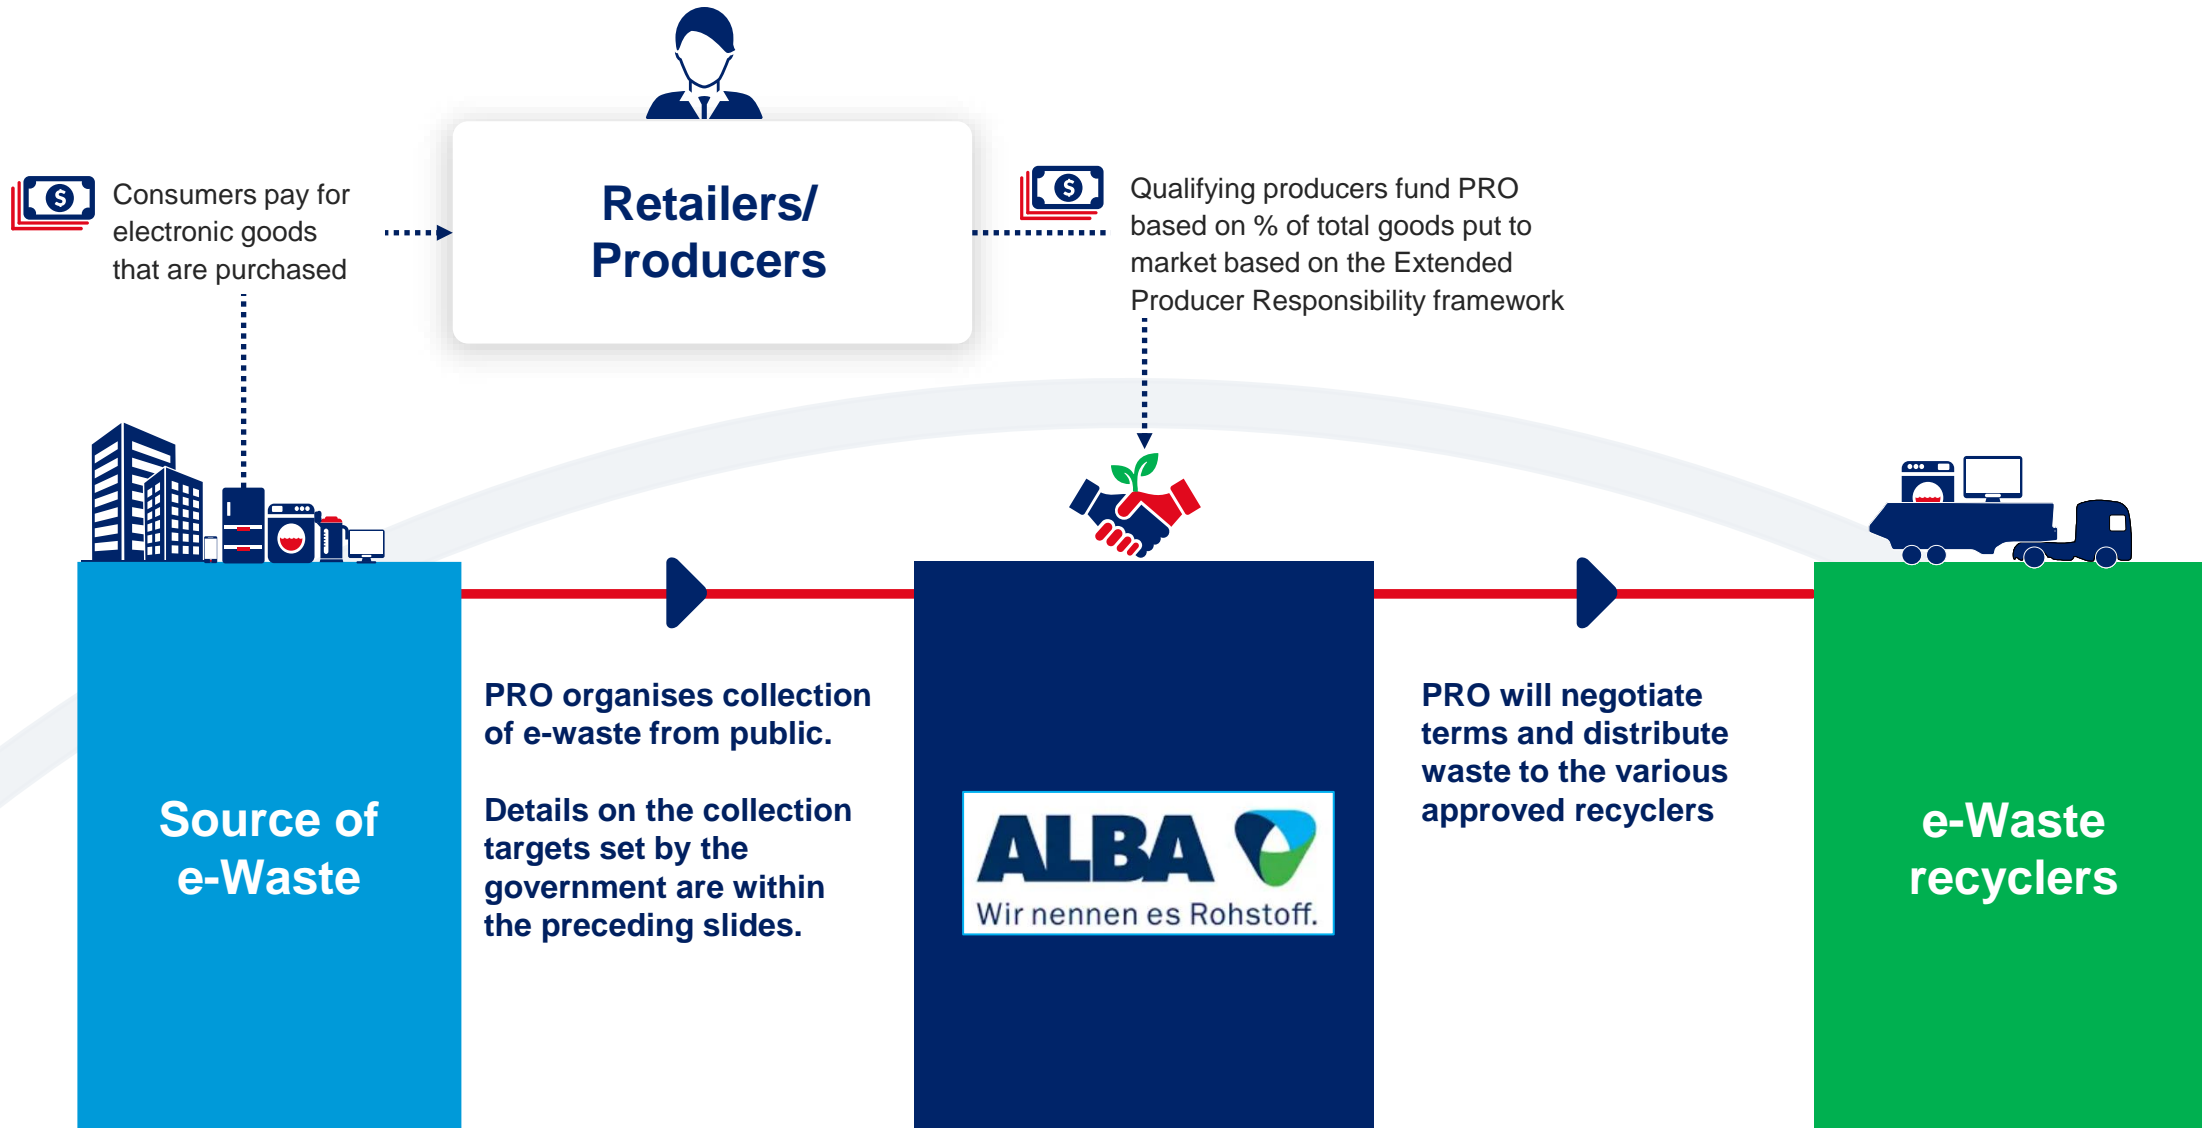 Consumers pay for
electronic goods
that are purchased
Retailers/
Producers
Qualifying producers fund PRO
based on % of total goods put to
market based on the Extended
Producer Responsibility framework
Source of
e-Waste
PRO organises collection
of e-waste from public.
Details on the collection
targets set by the
government are within
the preceding slides.
ALBA
Wir nennen es Rohstoff.
PRO will negotiate
terms and distribute
waste to the various
approved recyclers
e-Waste
recyclers